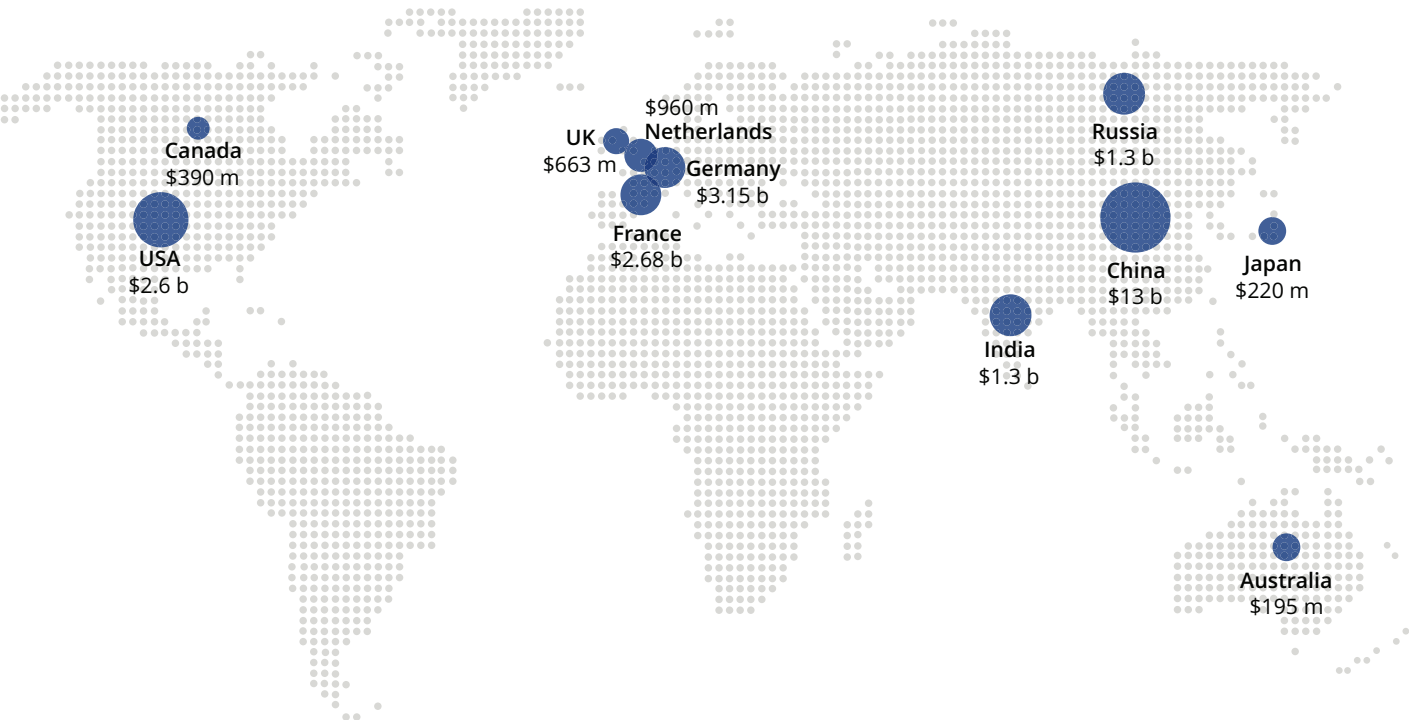 Canada
$390 m
USA
$2.6 b
UK
$663 m
$960 m
Netherlands
Germany
$3.15 b
France
$2.68 b
Russia
$1.3 b
China
$13 b
Japan
$220 m
India
$1.3 b
Australia
$195 m